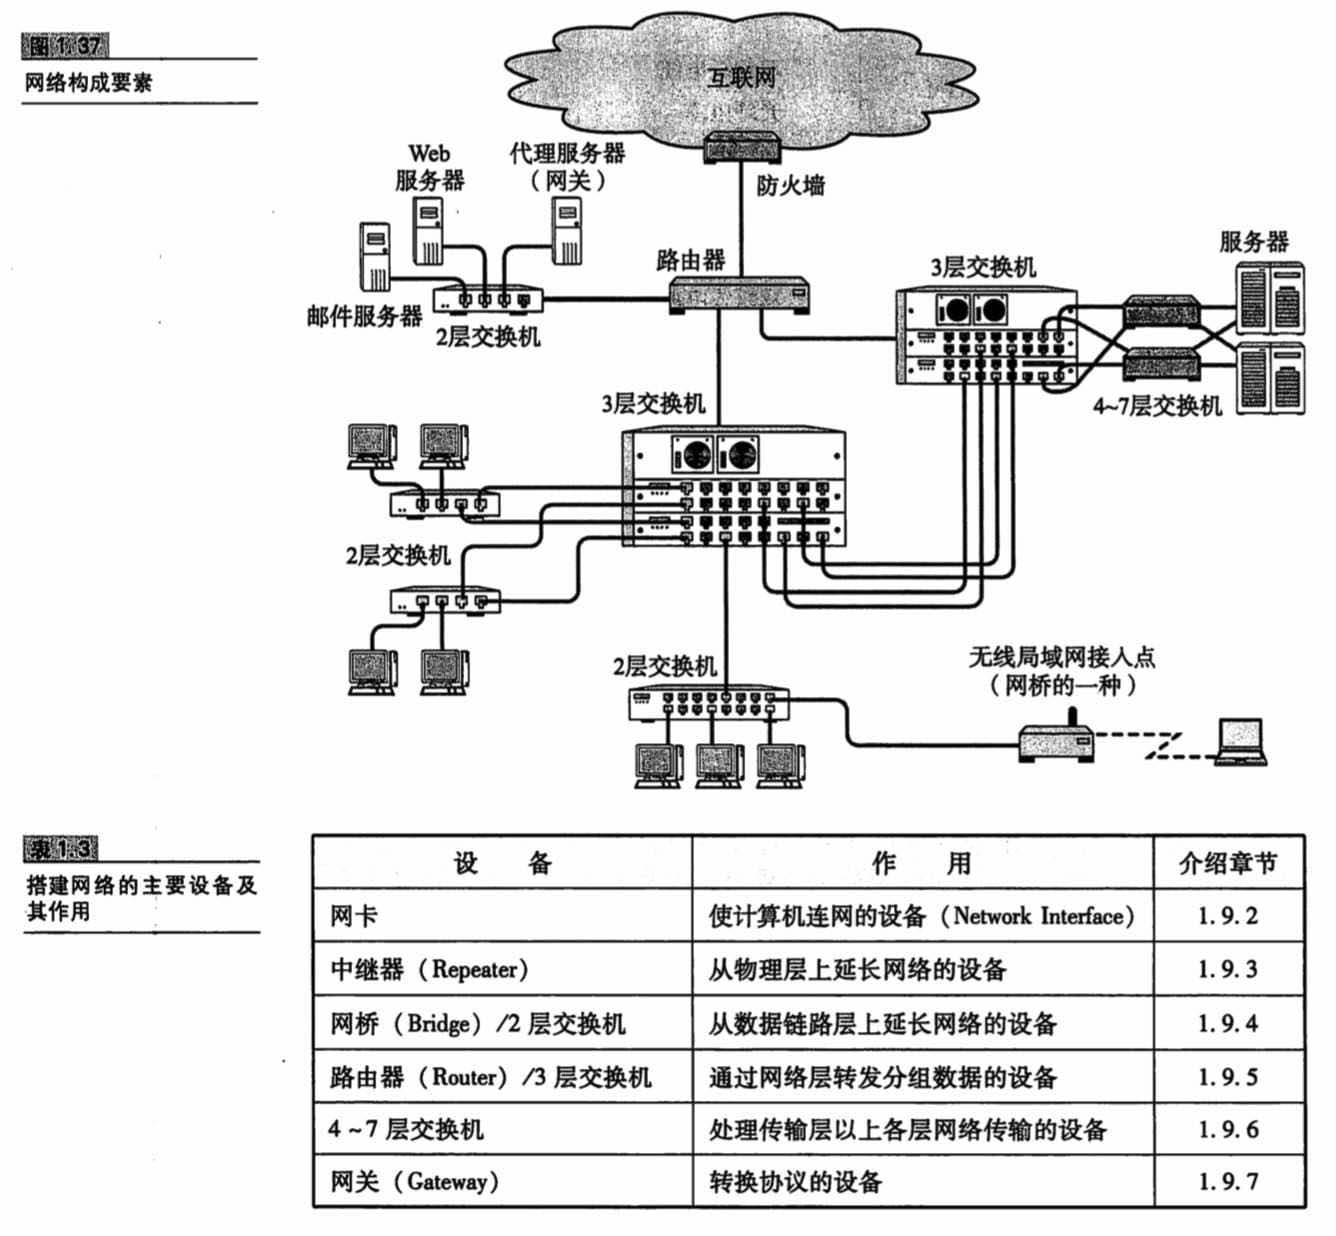 图1.37
网络构成要素
互联网
防火墙
Web
服务器
代理服务器
（网关）
邮件服务器
2层交换机
路由器
3层交换机
服务器
4~7层交换机
3层交换机
2层交换机
2层交换机
无线局域网接入点
（网桥的一种）
表1.3
搭建网络的主要设备及
其作用
设 备 作 用 介绍章节
网卡 使计算机连网的设备（Network Interface） 1.9.2
中继器（Repeater） 从物理层上延长网络的设备 1.9.3
网桥（Bridge）/2 层交换机 从数据链路层上延长网络的设备 1.9.4
路由器（Router）/3 层交换机 通过网络层转发分组数据的设备 1.9.5
4～7 层交换机 处理传输层以上各层网络传输的设备 1.9.6
网关（Gateway） 转换协议的设备 1.9.7